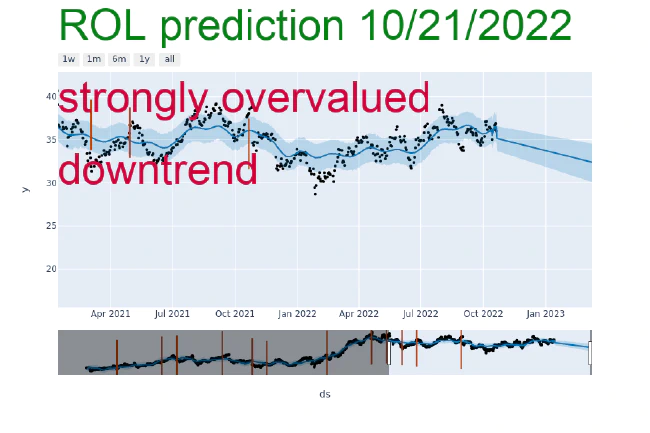 ROL prediction 10/21/2022
1w 1m 6m 1y all
strongly overvalued
downtrend
40
35
30
25
20
y
Apr 2021 Jul 2021 Oct 2021 Jan 2022 Apr 2022 Jul 2022 Oct 2022 Jan 2023
ds